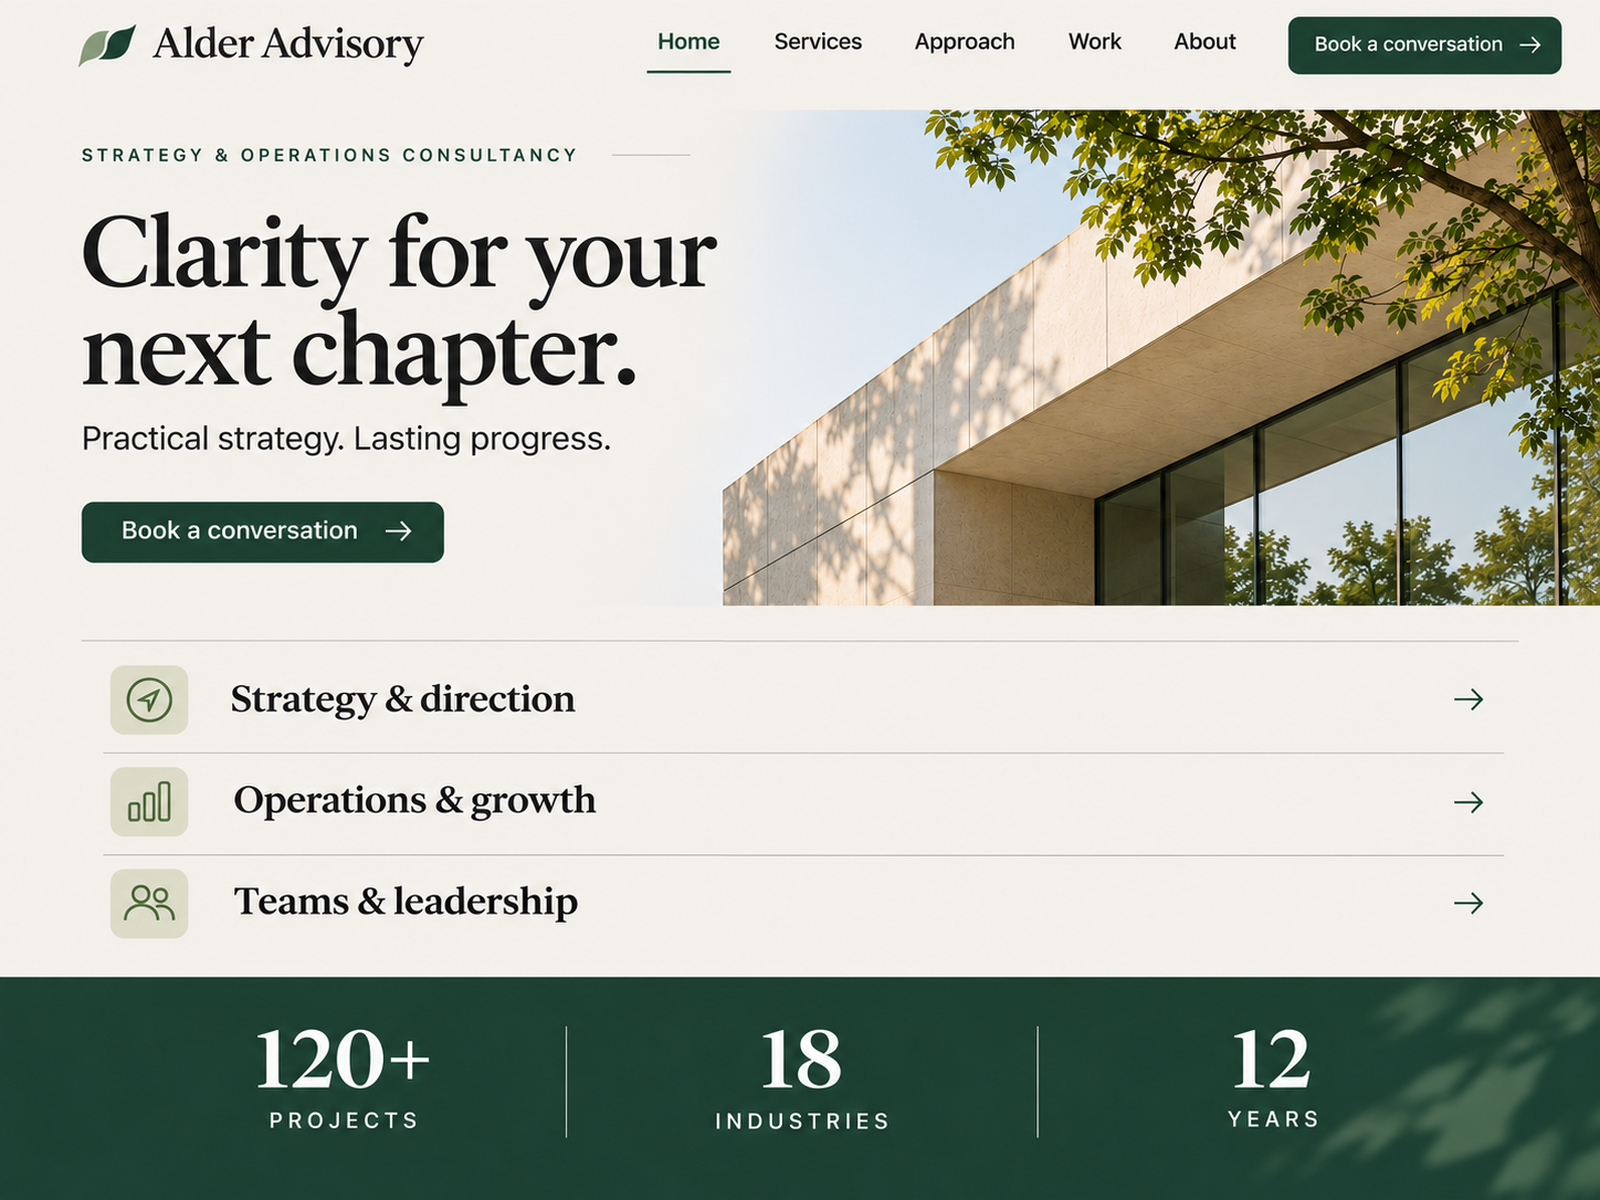 Alder Advisory
Home
Services
Approach
Work
About
Book a conversation
STRATEGY & OPERATIONS CONSULTANCY
Clarity for your
next chapter.
Practical strategy. Lasting progress.
Book a conversation
Strategy & direction
Operations & growth
Teams & leadership
120+
PROJECTS
18
INDUSTRIES
12
YEARS